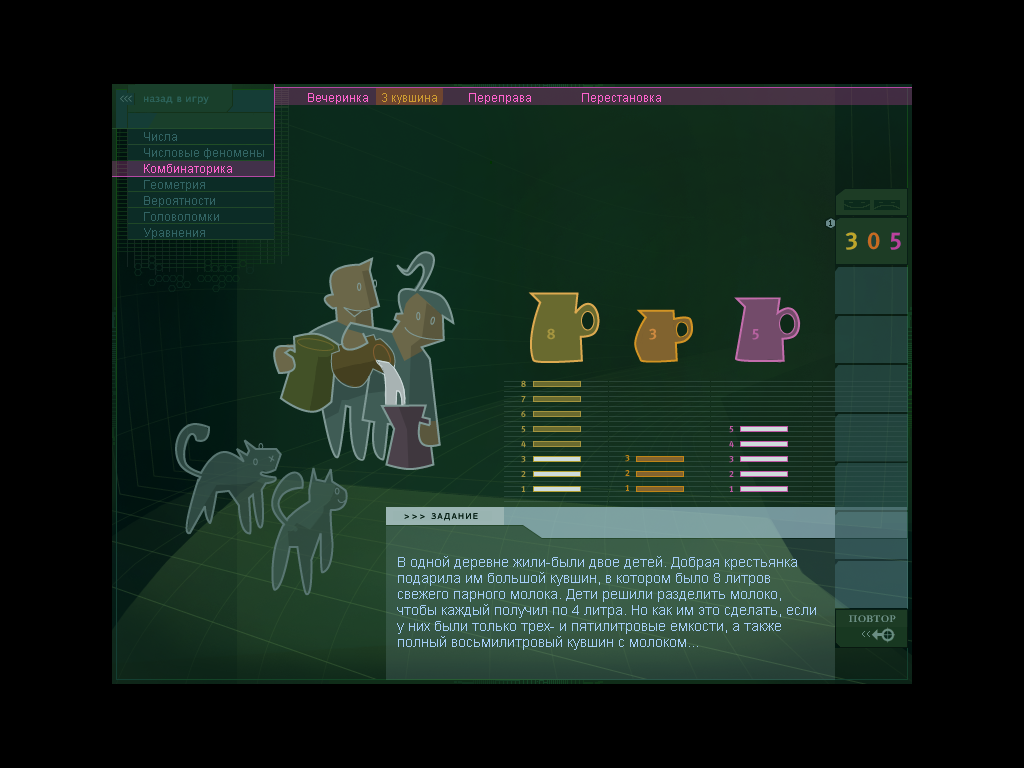 <<< назад в игру
Вечеринка 3 кувшина Переправа Перестановка
Числа
Числовые феномены
Комбинаторика
Геометрия
Вероятности
Головоломки
Уравнения
1
3 0 5
8 3 5
8
7
6
5 5
4 4
3 3 3
2 2 2
1 1 1
>>> ЗАДАНИЕ
В одной деревне жили-были двое детей. Добрая крестьянка
подарила им большой кувшин, в котором было 8 литров
свежего парного молока. Дети решили разделить молоко,
чтобы каждый получил по 4 литра. Но как им это сделать, если
у них были только трех- и пятилитровые емкости, а также
полный восьмилитровый кувшин с молоком...
ПОВТОР
<<